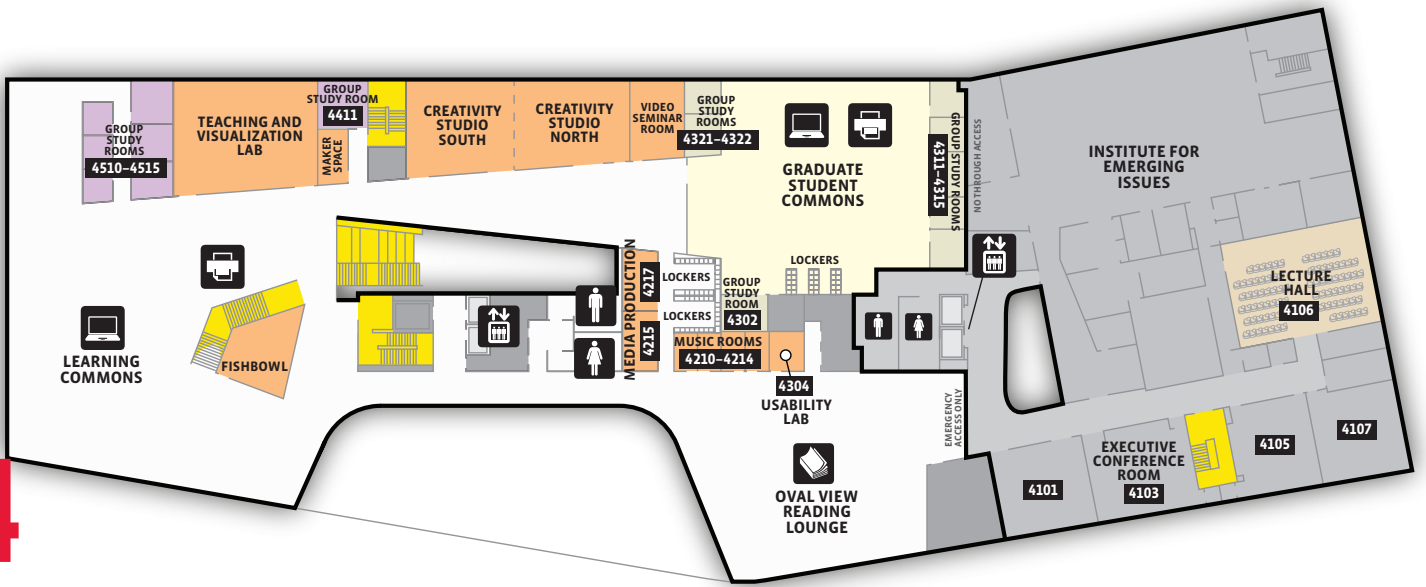 GROUP
STUDY
ROOMS
4510–4515
TEACHING AND
VISUALIZATION
LAB
GROUP
STUDY ROOM
4411
MAKER
SPACE
CREATIVITY
STUDIO
SOUTH
CREATIVITY
STUDIO
NORTH
VIDEO
SEMINAR
ROOM
GROUP
STUDY
ROOMS
4321–4322
GRADUATE
STUDENT
COMMONS
GROUP STUDY ROOMS
4311–4315
NO THROUGH ACCESS
INSTITUTE FOR
EMERGING
ISSUES
LECTURE
HALL
4106
LEARNING
COMMONS
FISHBOWL
MEDIA PRODUCTION
4217
4215
LOCKERS
LOCKERS
LOCKERS
GROUP
STUDY
ROOM
4302
MUSIC ROOMS
4210–4214
4304
USABILITY
LAB
OVAL VIEW
READING
LOUNGE
EMERGENCY
ACCESS ONLY
4101
EXECUTIVE
CONFERENCE
ROOM
4103
4105
4107